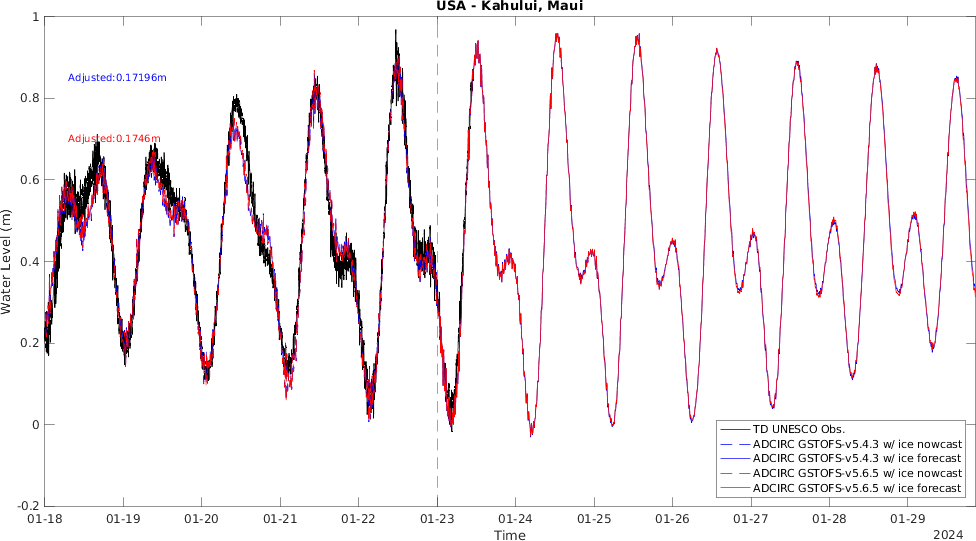 USA - Kahului, Maui
Adjusted:0.17196m
Adjusted:0.1746m
Water Level (m)
1
0.8
0.6
0.4
0.2
0
-0.2
TD UNESCO Obs.
ADCIRC GSTOFS-v5.4.3 w/ ice nowcast
ADCIRC GSTOFS-v5.4.3 w/ ice forecast
ADCIRC GSTOFS-v5.6.5 w/ ice nowcast
ADCIRC GSTOFS-v5.6.5 w/ ice forecast
01-18 01-19 01-20 01-21 01-22 01-23 01-24 01-25 01-26 01-27 01-28 01-29
Time
2024